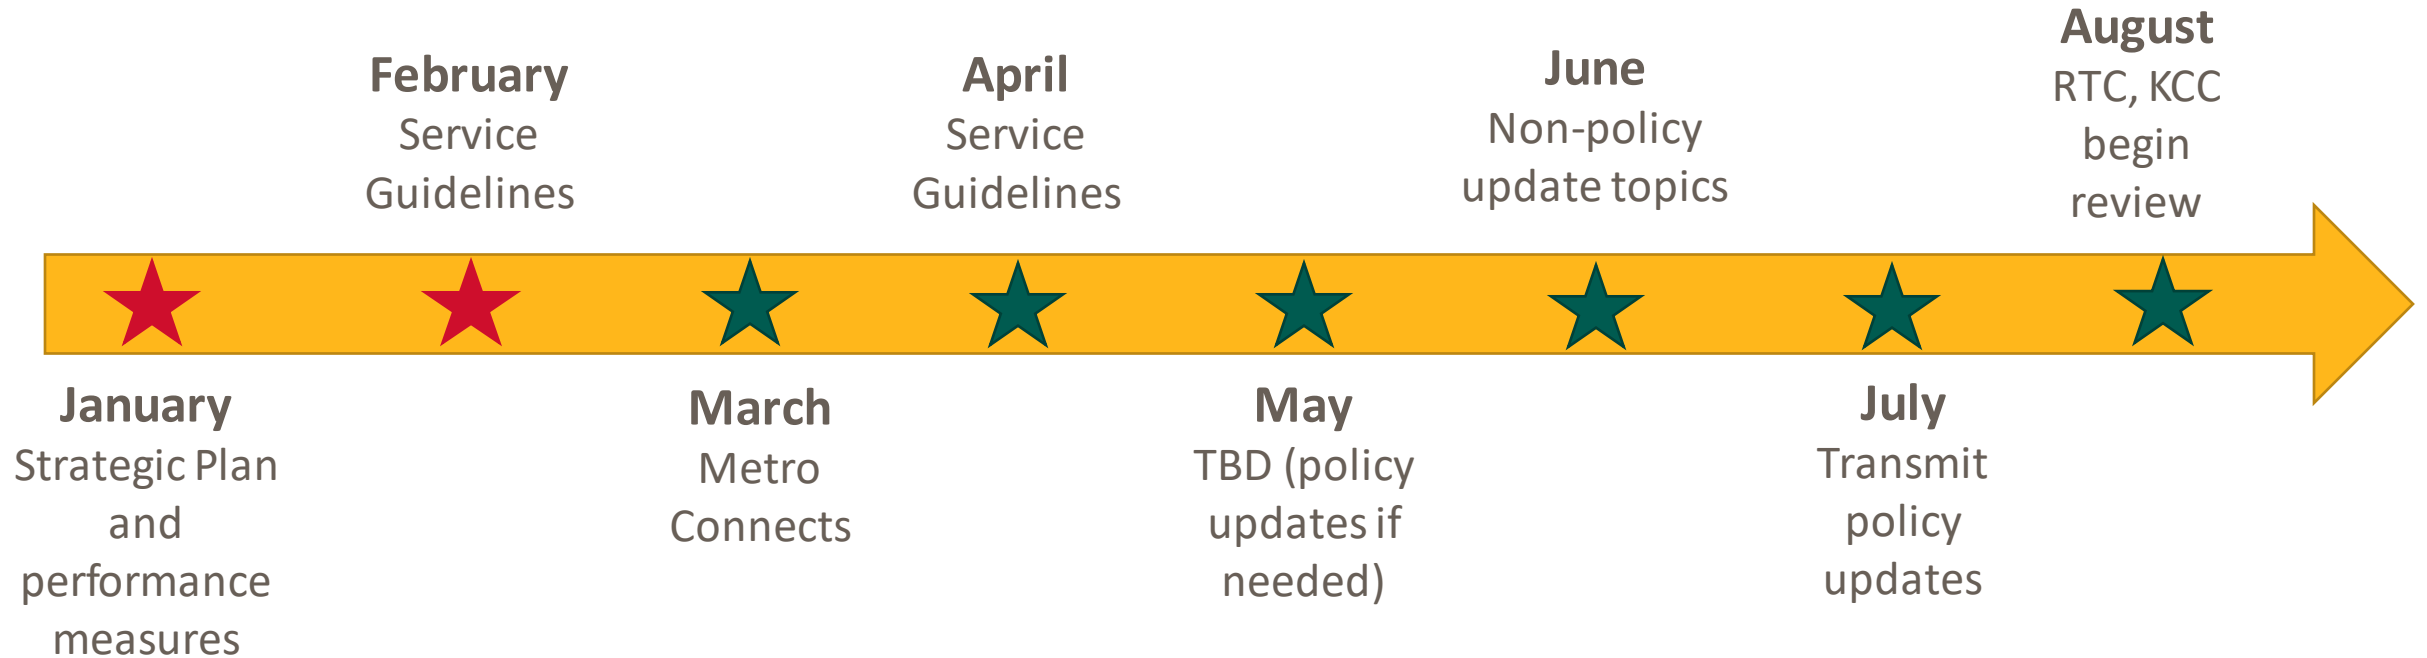 January
Strategic Plan
and
performance
measures
February
Service
Guidelines
March
Metro
Connects
April
Service
Guidelines
May
TBD (policy
updates if
needed)
June
Non-policy
update topics
July
Transmit
policy
updates
August
RTC, KCC
begin
review